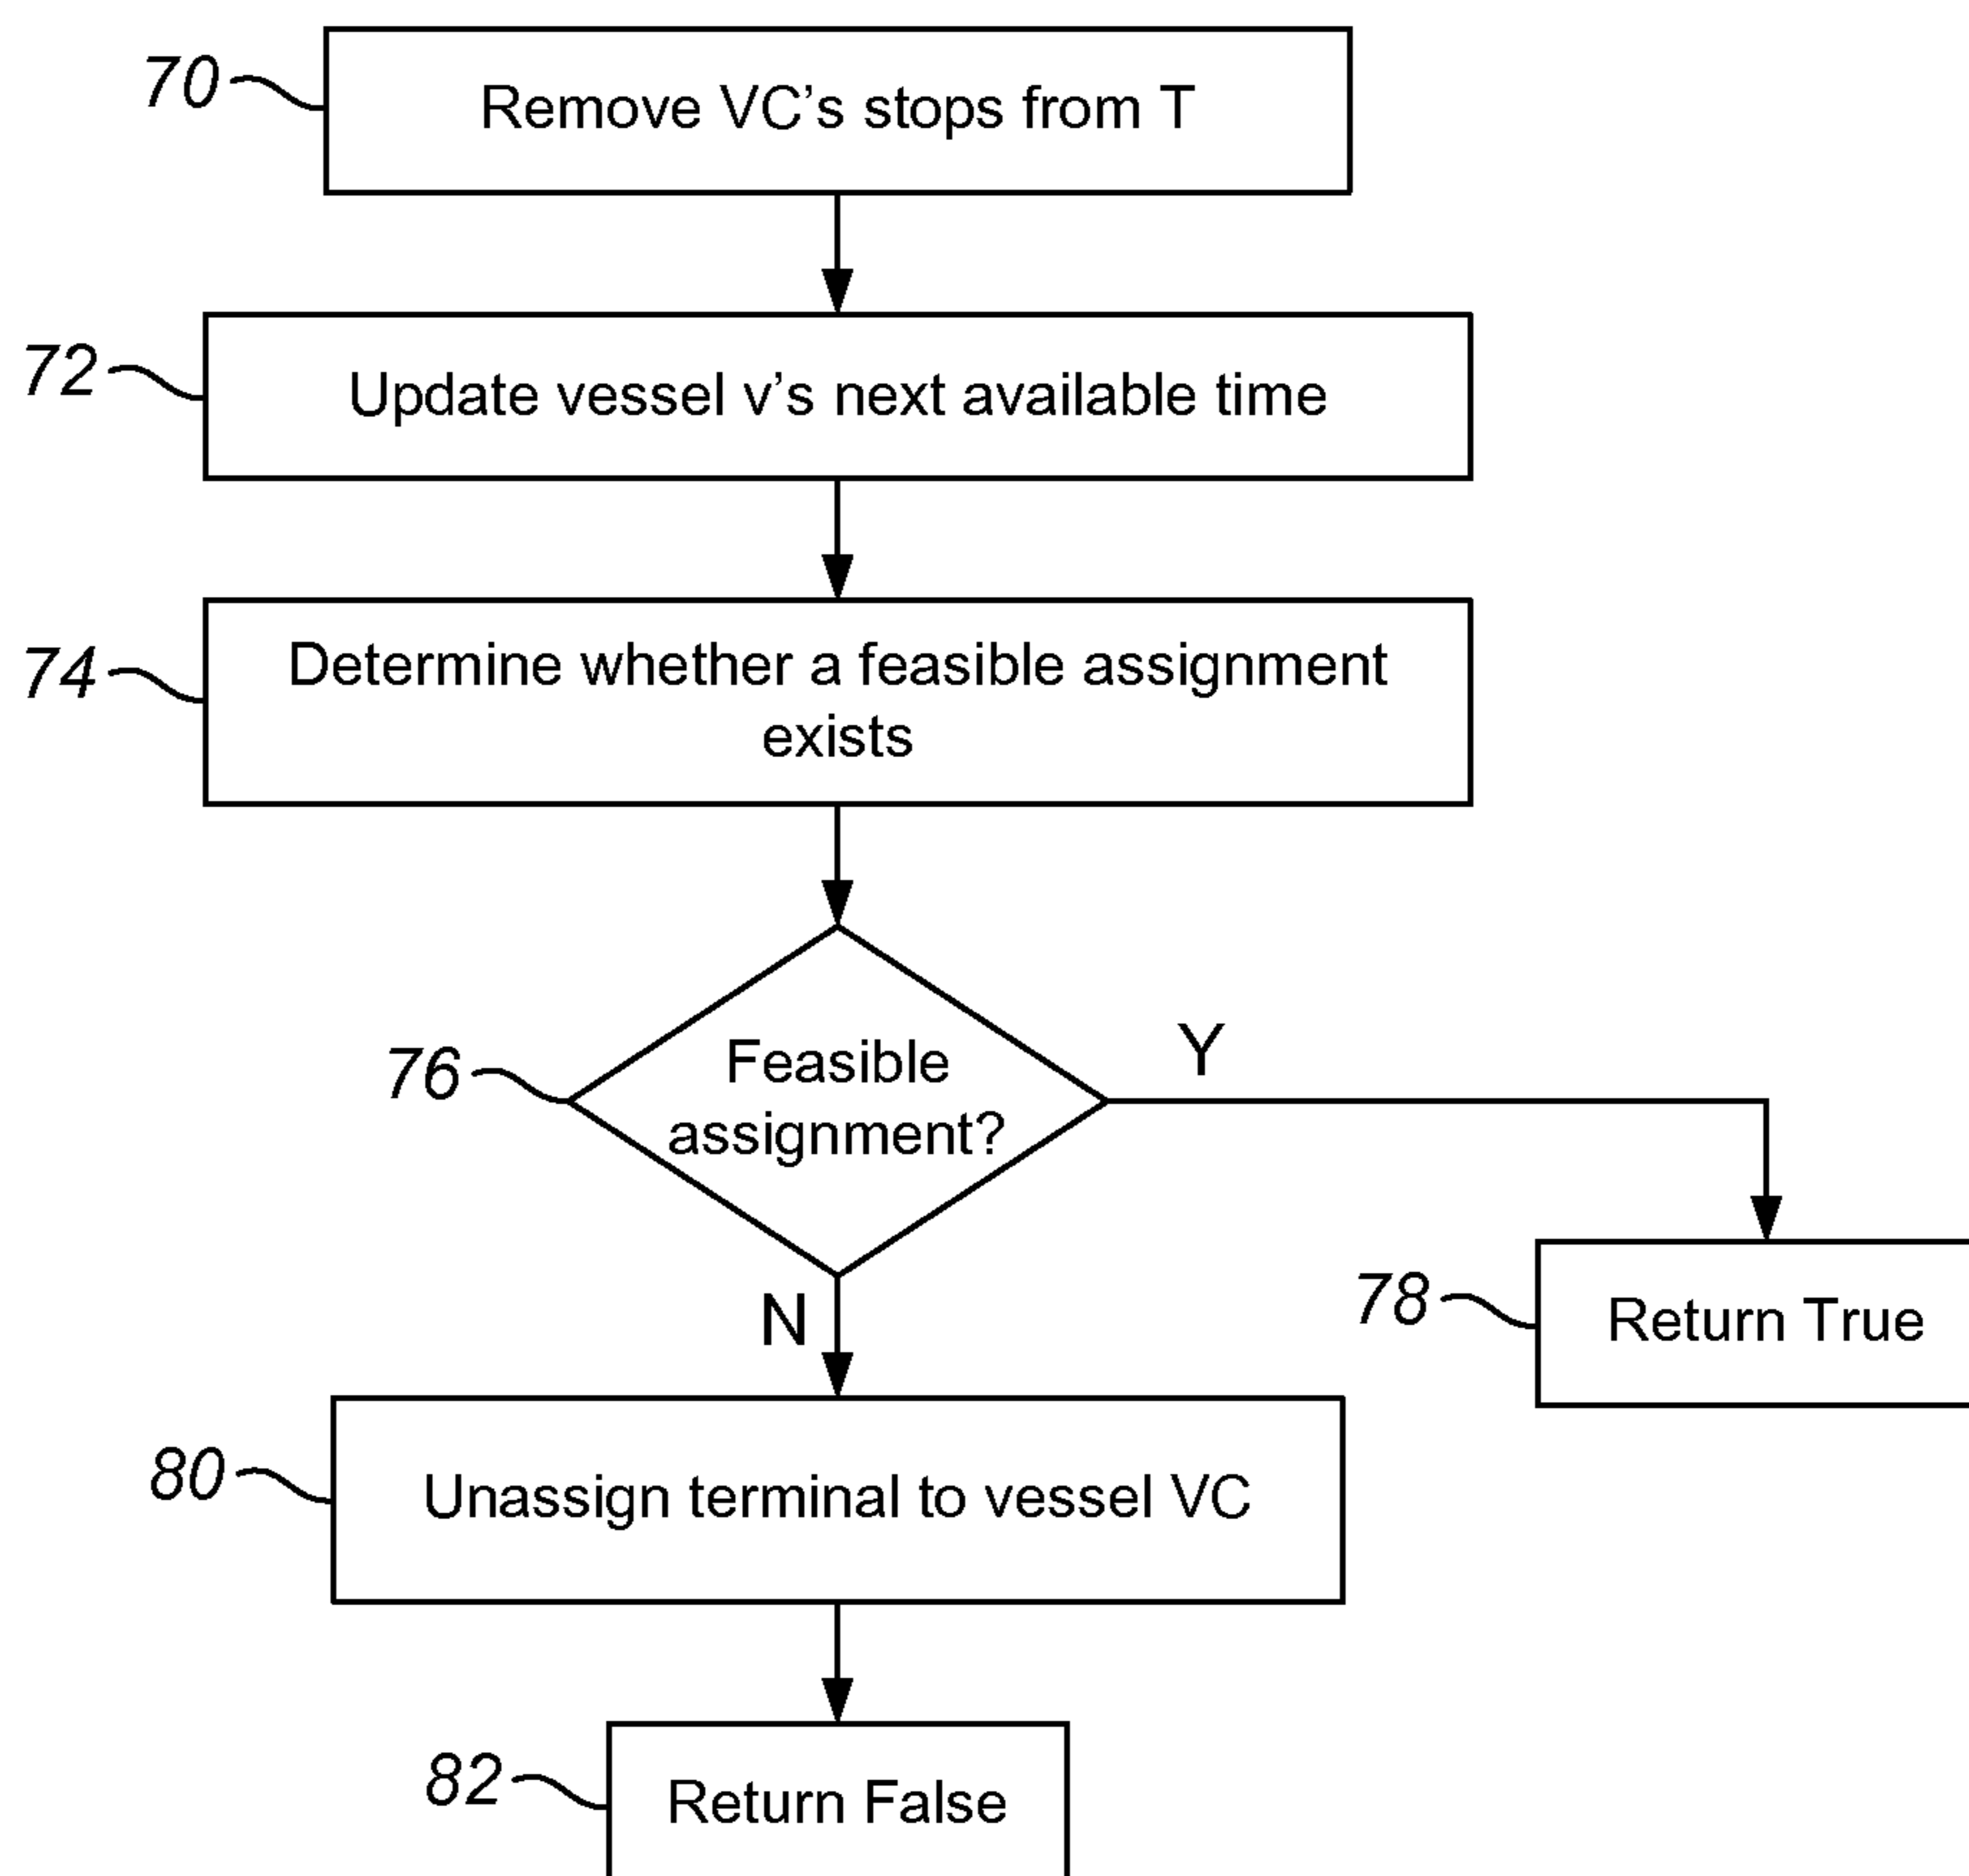 70
Remove VC's stops from T
72
Update vessel v's next available time
74
Determine whether a feasible assignment
exists
76
Feasible
assignment?
Y
N
78
Return True
80
Unassign terminal to vessel VC
82
Return False